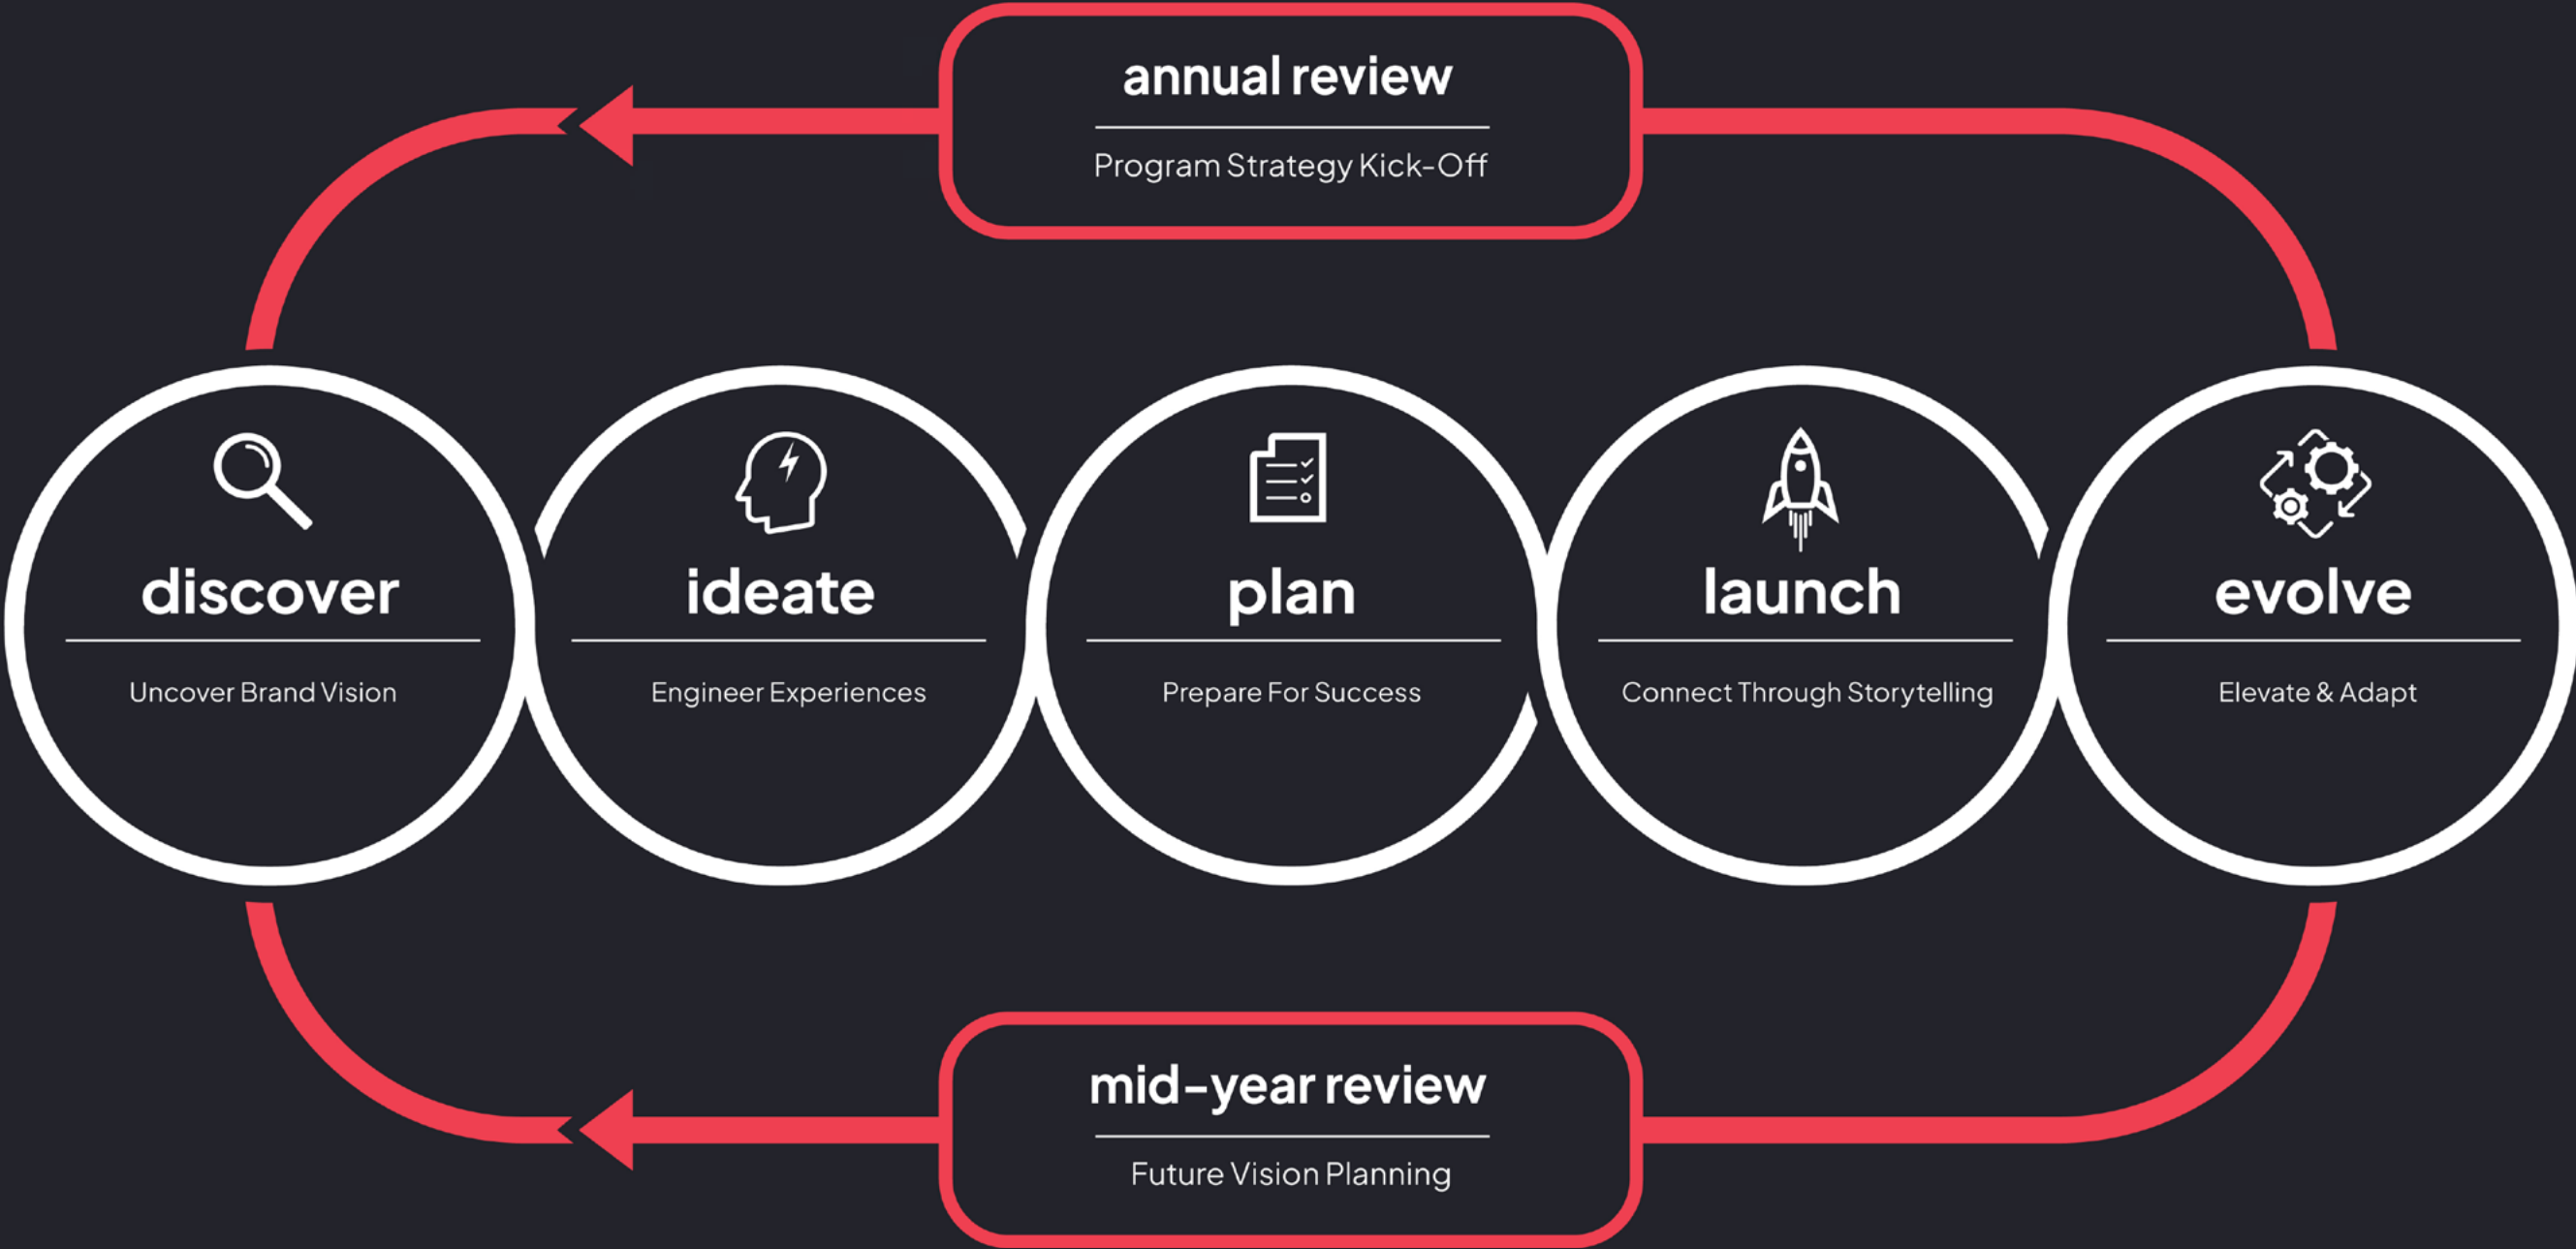 annual review
Program Strategy Kick-Off
discover
Uncover Brand Vision
ideate
Engineer Experiences
plan
Prepare For Success
launch
Connect Through Storytelling
evolve
Elevate & Adapt
mid-year review
Future Vision Planning